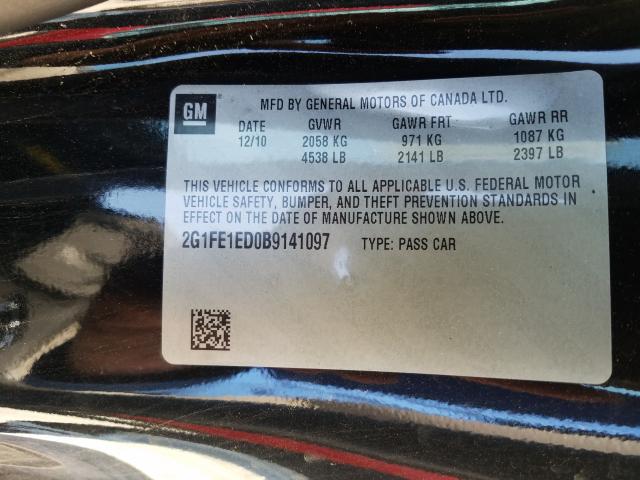 GM ® MFD BY GENERAL MOTORS OF CANADA LTD.
DATE GVWR GAWR FRT GAWR RR
12/10 2058 KG 971 KG 1087 KG
4538 LB 2141 LB 2397 LB
THIS VEHICLE CONFORMS TO ALL APPLICABLE U.S. FEDERAL MOTOR
VEHICLE SAFETY, BUMPER, AND THEFT PREVENTION STANDARDS IN
EFFECT ON THE DATE OF MANUFACTURE SHOWN ABOVE.
2G1FE1ED0B9141097 TYPE: PASS CAR